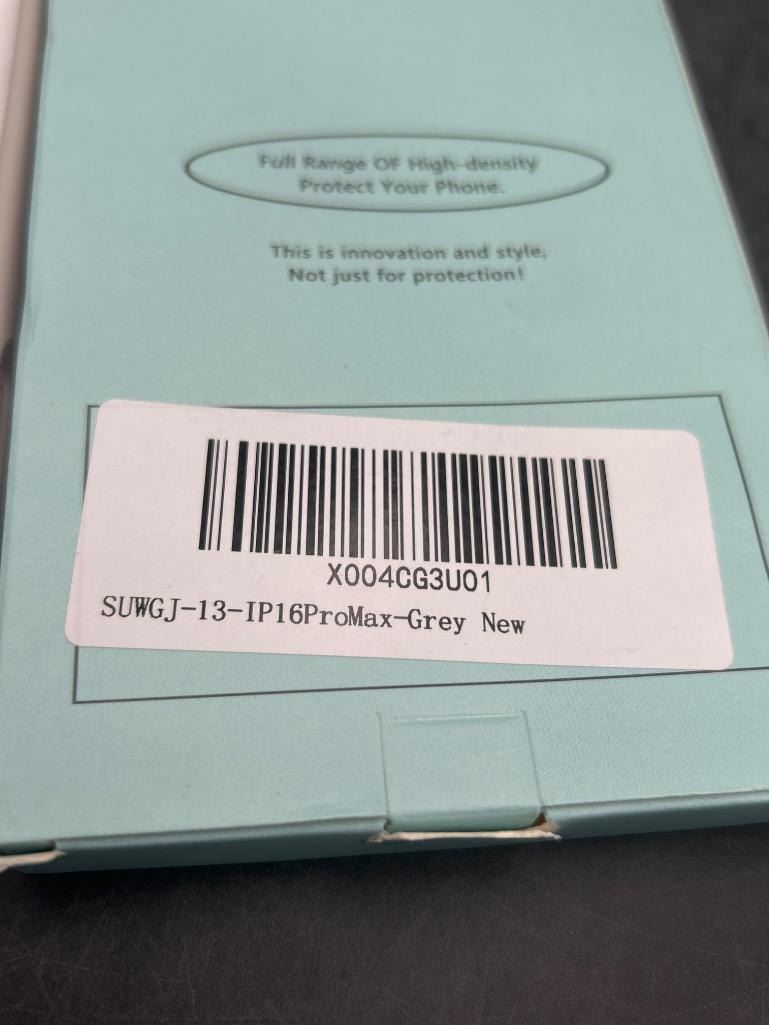 Full Range OF High-density
Protect Your Phone.
This is innovation and style,
Not just for protection!
X004CG3U01
SUWGJ-13-IP16ProMax-Grey New